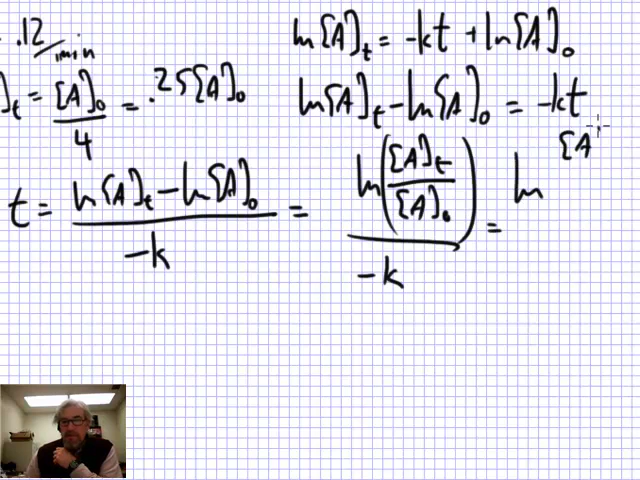 .12/min ln[A]t = -kt + ln[A]₀
]t = [A]₀/4 = .25[A]₀ ln[A]t - ln[A]₀ = -kt
t = (ln[A]t - ln[A]₀)/-k = ln([A]t/[A]₀)/-k = ln [A